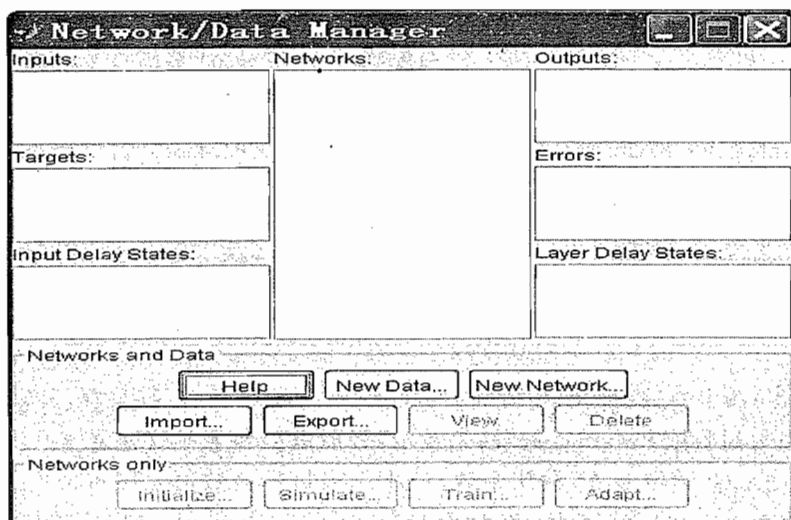 Network/Data Manager
Inputs:
Networks:
Outputs:
Targets:
Errors:
Input Delay States:
Layer Delay States:
Networks and Data
Help
New Data...
New Network...
Import...
Export...
View
Delete
Networks only
Initialize...
Simulate...
Train...
Adapt...